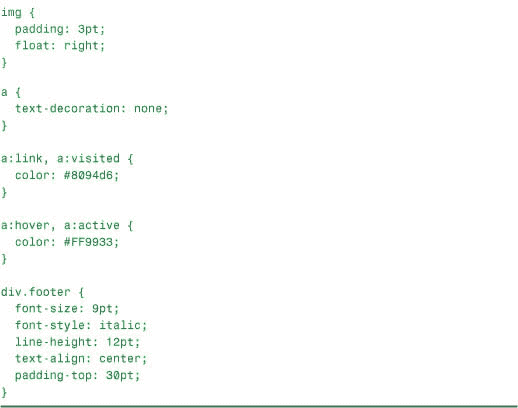 img {
  padding: 3pt;
  float: right;
}
a {
  text-decoration: none;
}
a:link, a:visited {
  color: #8094d6;
}
a:hover, a:active {
  color: #FF9933;
}
div.footer {
  font-size: 9pt;
  font-style: italic;
  line-height: 12pt;
  text-align: center;
  padding-top: 30pt;
}